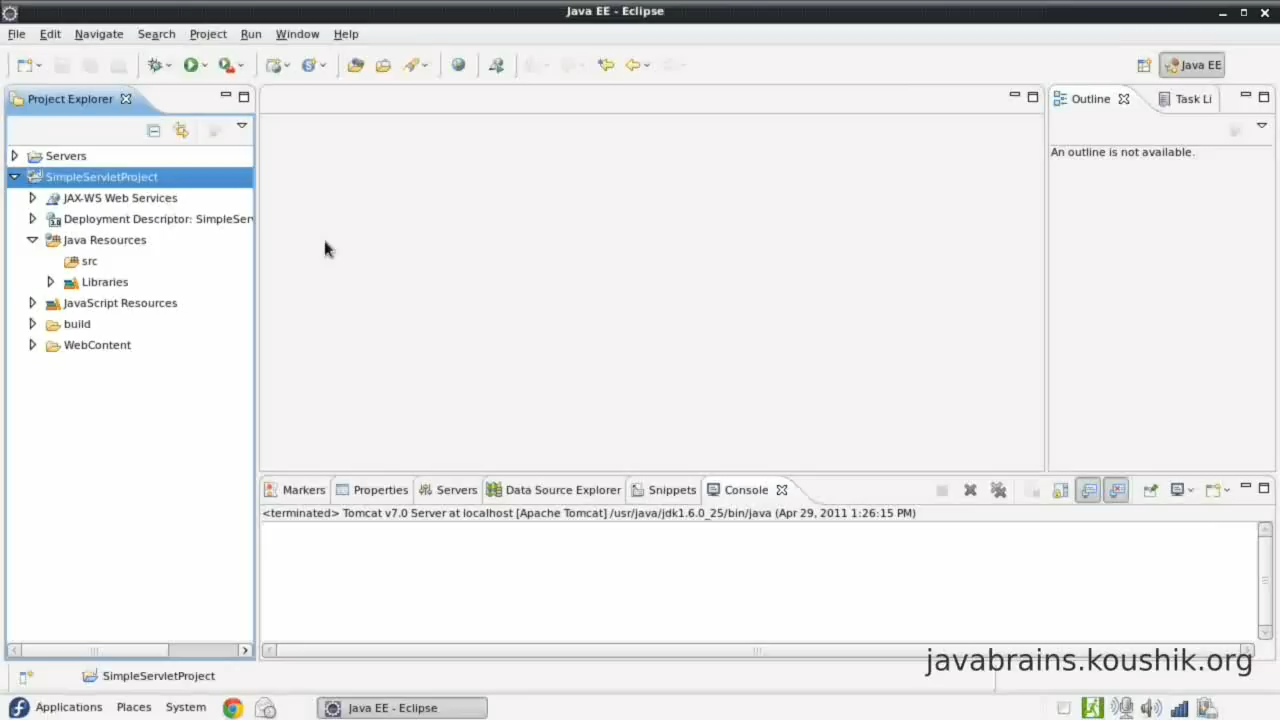 Java EE - Eclipse
File Edit Navigate Search Project Run Window Help
Java EE
Project Explorer
Outline
Task Li
Servers
SimpleServletProject
JAX-WS Web Services
Deployment Descriptor: SimpleSer
Java Resources
src
Libraries
JavaScript Resources
build
WebContent
An outline is not available.
Markers Properties Servers Data Source Explorer Snippets Console
<terminated> Tomcat v7.0 Server at localhost [Apache Tomcat] /usr/java/jdk1.6.0_25/bin/java (Apr 29, 2011 1:26:15 PM)
javabrains.koushik.org
SimpleServletProject
Applications Places System
Java EE - Eclipse